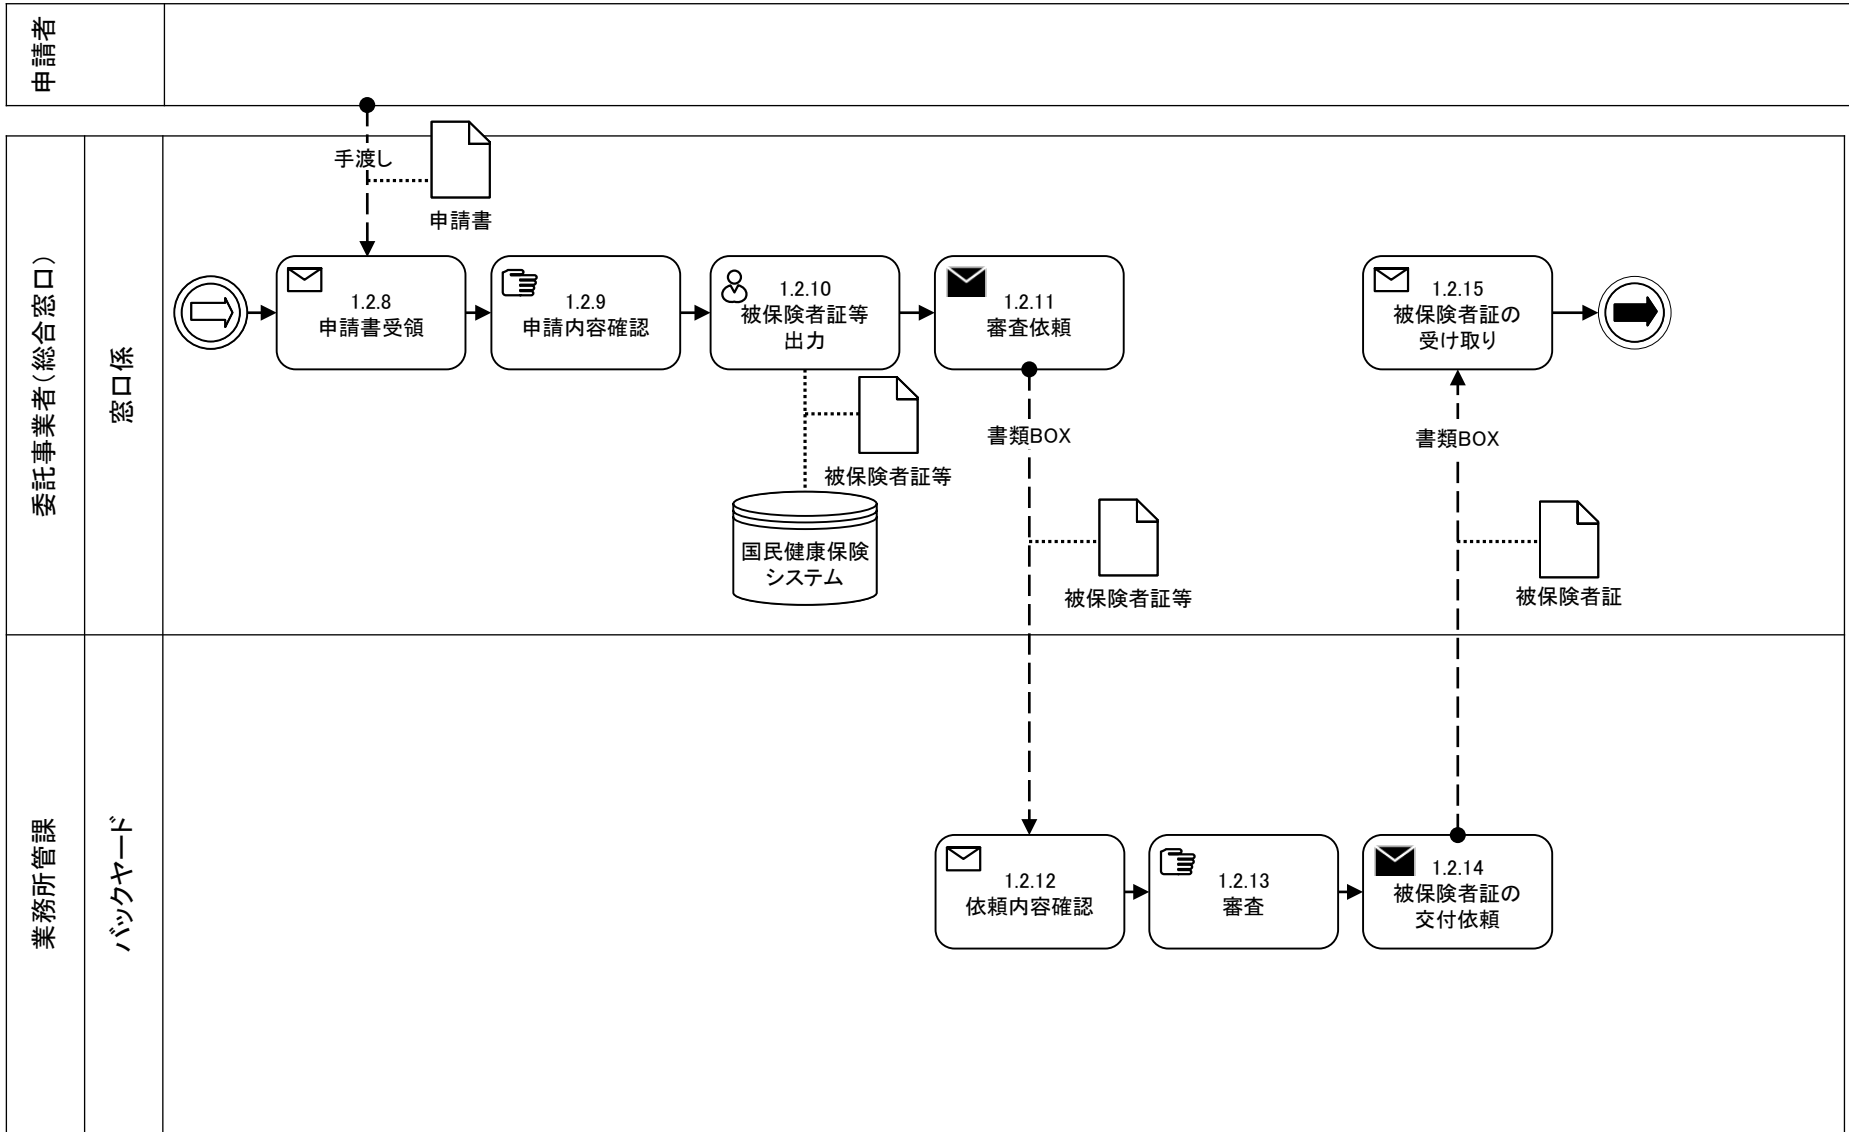 申請者
手渡し
申請書
委託事業者（総合窓口）
窓口係
1.2.8
申請書受領
1.2.9
申請内容確認
1.2.10
被保険者証等
出力
1.2.11
審査依頼
1.2.15
被保険者証の
受け取り
被保険者証等
国民健康保険
システム
書類BOX
被保険者証等
書類BOX
被保険者証
業務所管課
バックヤード
1.2.12
依頼内容確認
1.2.13
審査
1.2.14
被保険者証の
交付依頼